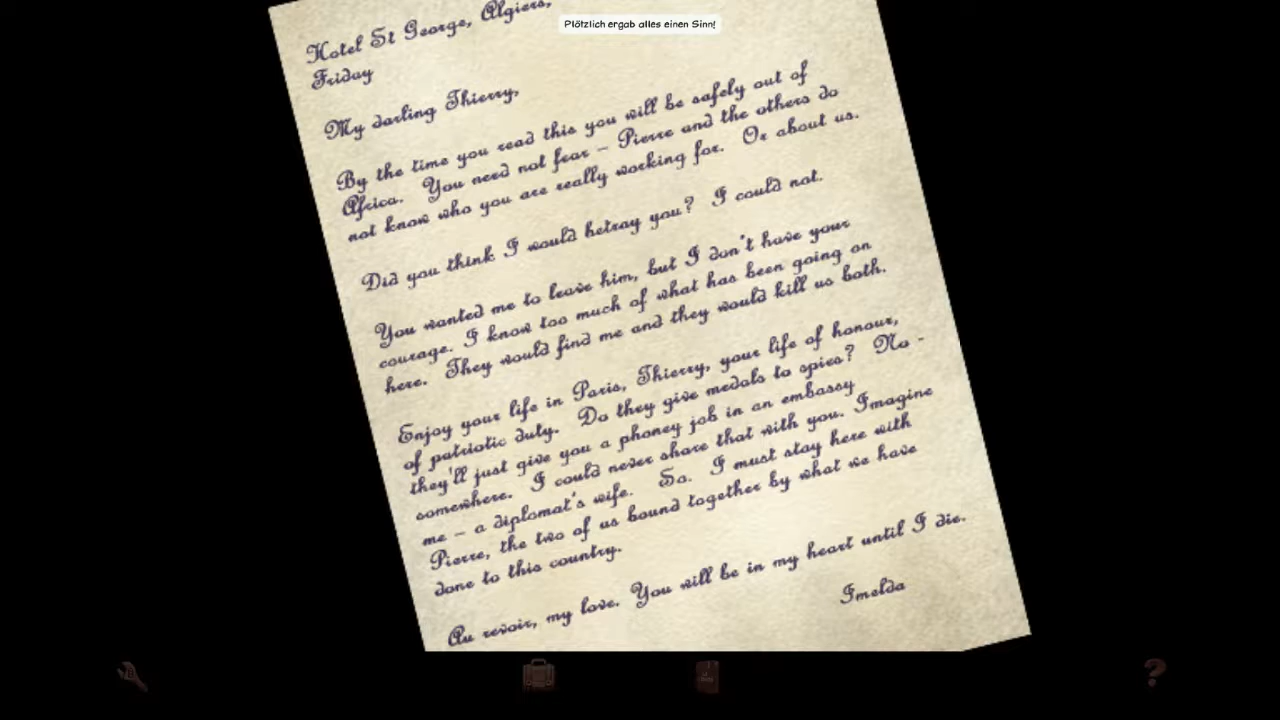 Plötzlich ergab alles einen Sinn!
Hotel St George, Algiers,
Friday
My darling Thierry,
By the time you read this you will be safely out of
Africa. You need not fear – Pierre and the others do
not know who you are really working for. Or about us.
Did you think I would betray you? I could not.
You wanted me to leave him, but I don't have your
courage. I know too much of what has been going on
here. They would find me and they would kill us both.
Enjoy your life in Paris, Thierry, your life of honour,
of patriotic duty. Do they give medals to spies? No -
they'll just give you a phoney job in an embassy
somewhere. I could never share that with you. Imagine
me – a diplomat's wife. So. I must stay here with
Pierre, the two of us bound together by what we have
done to this country.
Au revoir, my love. You will be in my heart until I die.
Imelda
?